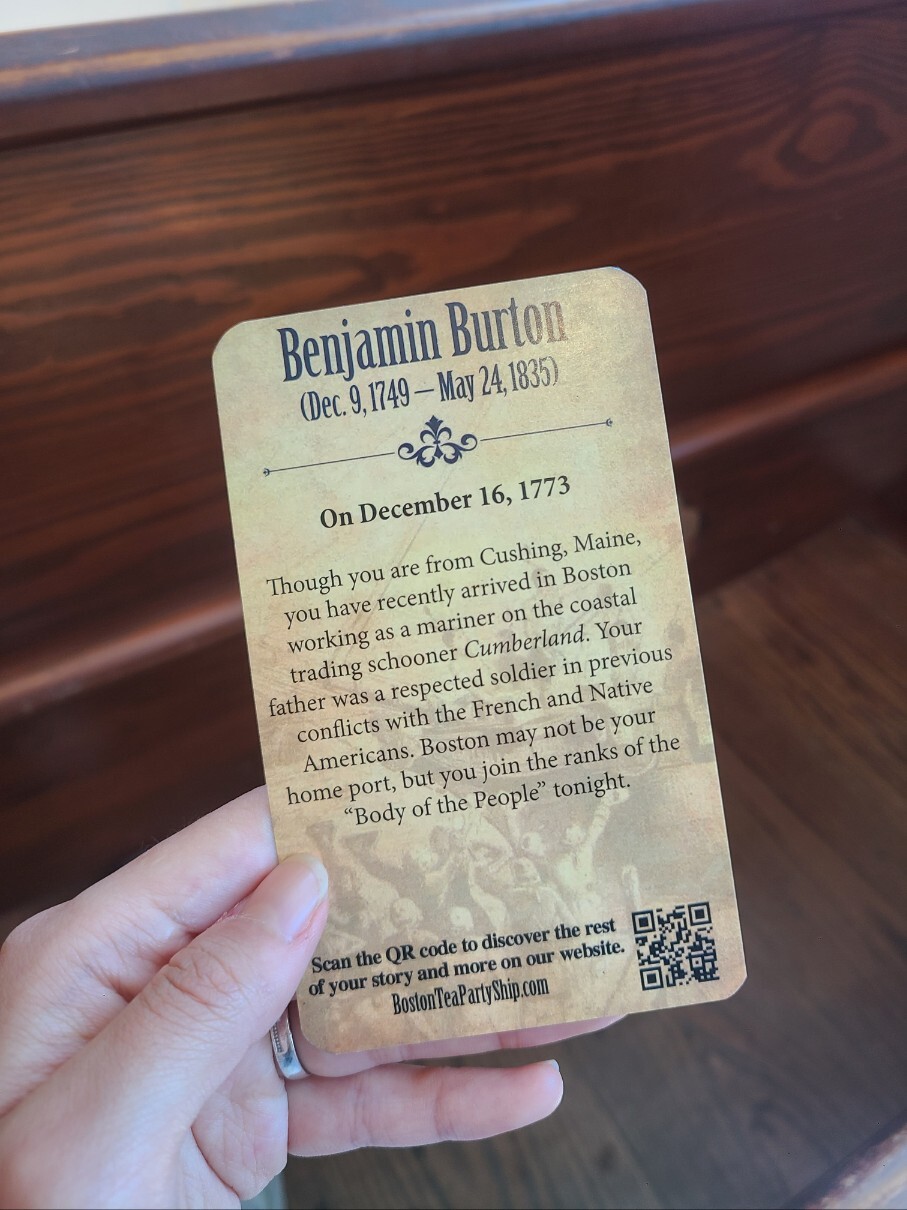 Benjamin Burton
(Dec. 9, 1749 – May 24, 1835)
On December 16, 1773
Though you are from Cushing, Maine,
you have recently arrived in Boston
working as a mariner on the coastal
trading schooner Cumberland. Your
father was a respected soldier in previous
conflicts with the French and Native
Americans. Boston may not be your
home port, but you join the ranks of the
“Body of the People” tonight.
Scan the QR code to discover the rest
of your story and more on our website.
BostonTeaPartyShip.com